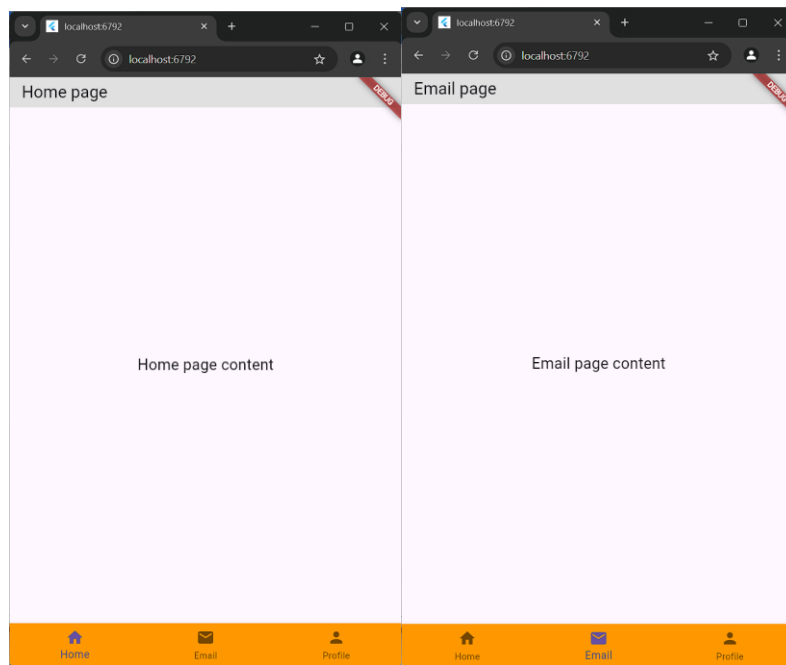 localhost:6792
localhost:6792
Home page
DEBUG
Home page content
Home
Email
Profile
localhost:6792
localhost:6792
Email page
DEBUG
Email page content
Home
Email
Profile